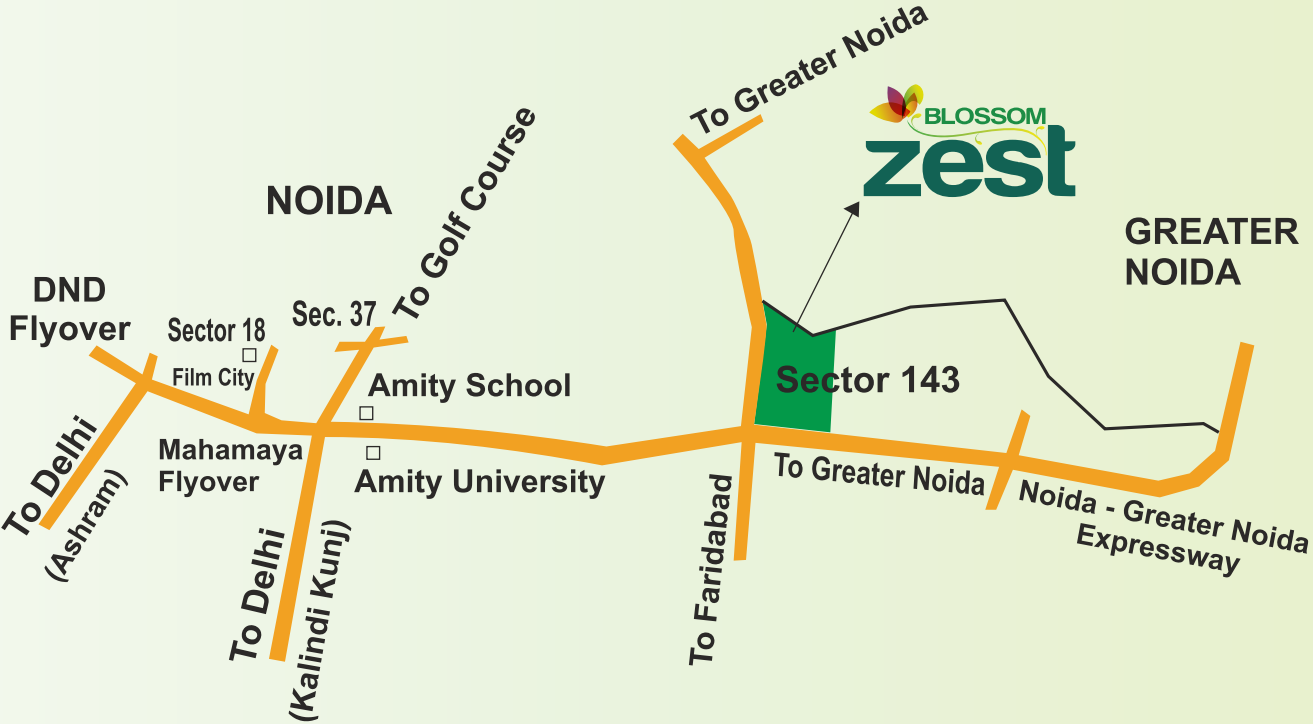 To Greater Noida
BLOSSOM
zest
NOIDA
To Golf Course
GREATER
NOIDA
DND
Flyover
Sector 18
Sec. 37
Film City
Amity School
Sector 143
To Delhi
(Ashram)
Mahamaya
Flyover
Amity University
To Greater Noida
Noida - Greater Noida
Expressway
To Delhi
(Kalindi Kunj)
To Faridabad